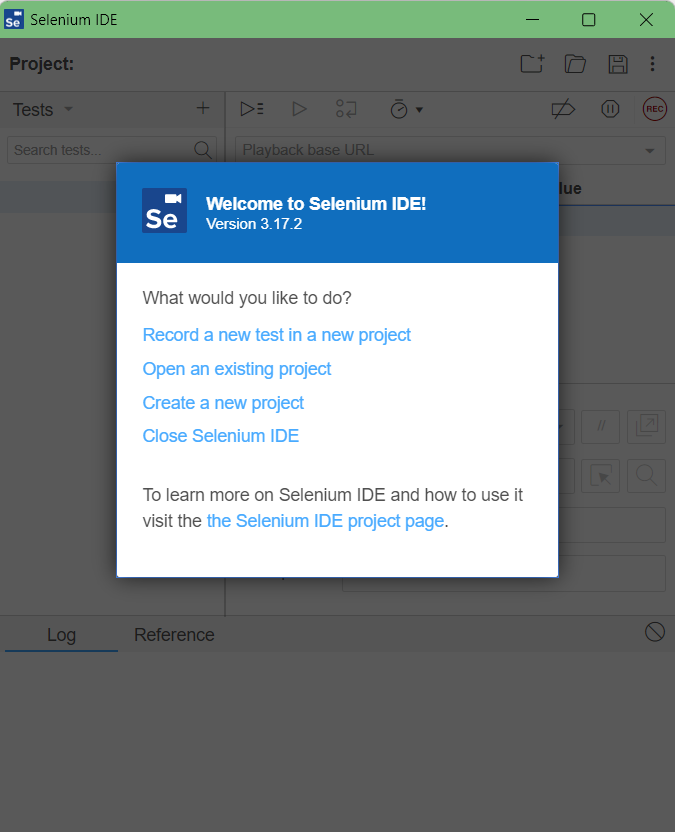 Se Selenium IDE
Project:
Tests
REC
Search tests...
Playback base URL
lue
Se
Welcome to Selenium IDE!
Version 3.17.2
What would you like to do?
Record a new test in a new project
Open an existing project
Create a new project
Close Selenium IDE
//
To learn more on Selenium IDE and how to use it
visit the the Selenium IDE project page.
Log
Reference